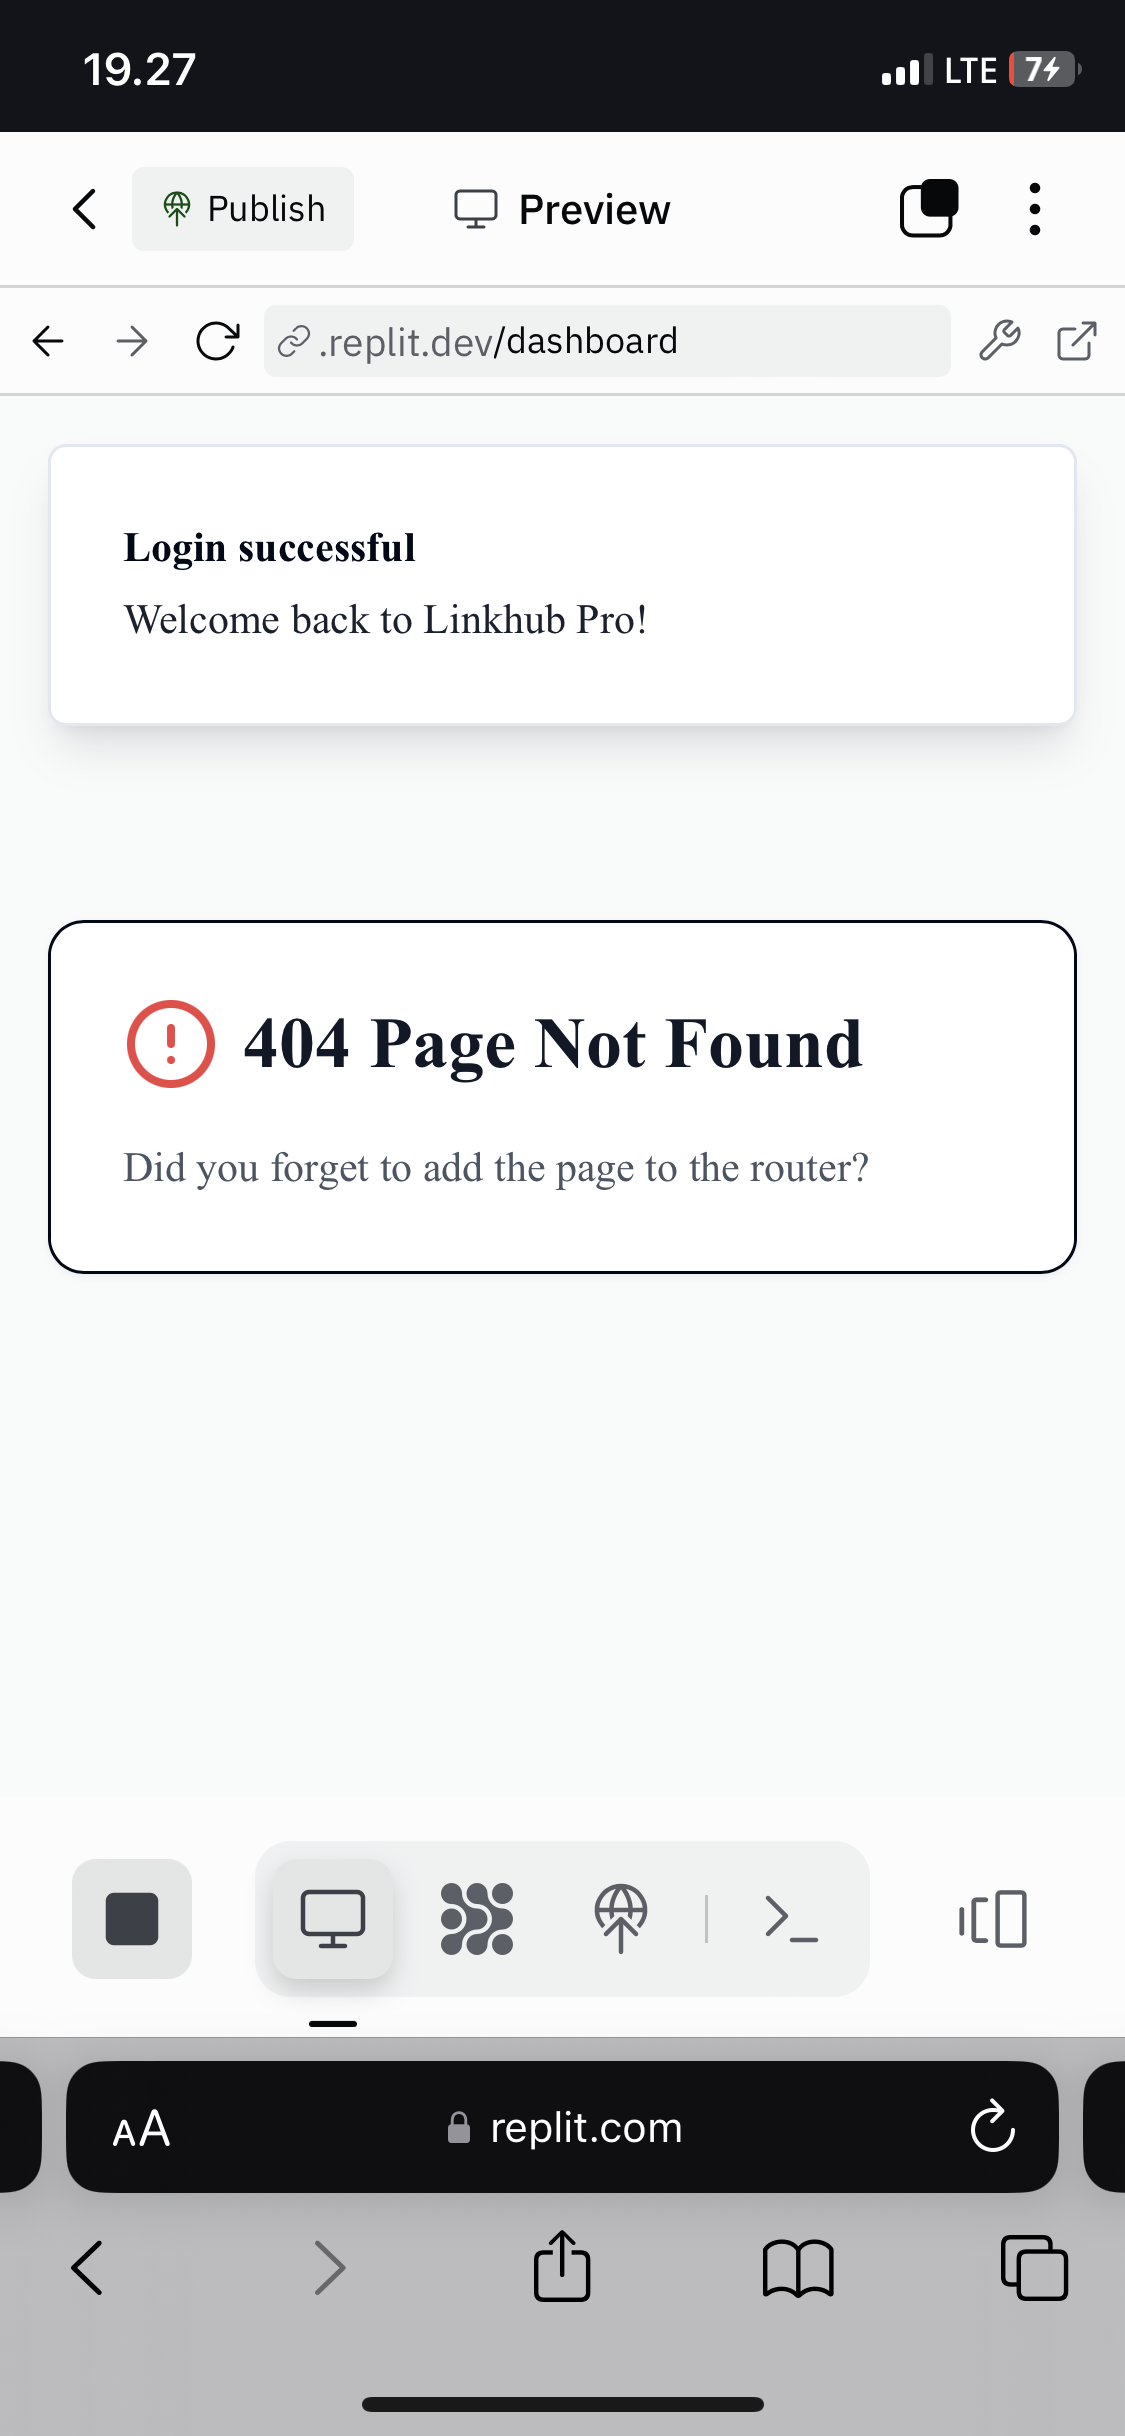 19.27
LTE
7
Publish
Preview
.replit.dev/dashboard
Login successful
Welcome back to Linkhub Pro!
404 Page Not Found
Did you forget to add the page to the router?
AA
replit.com